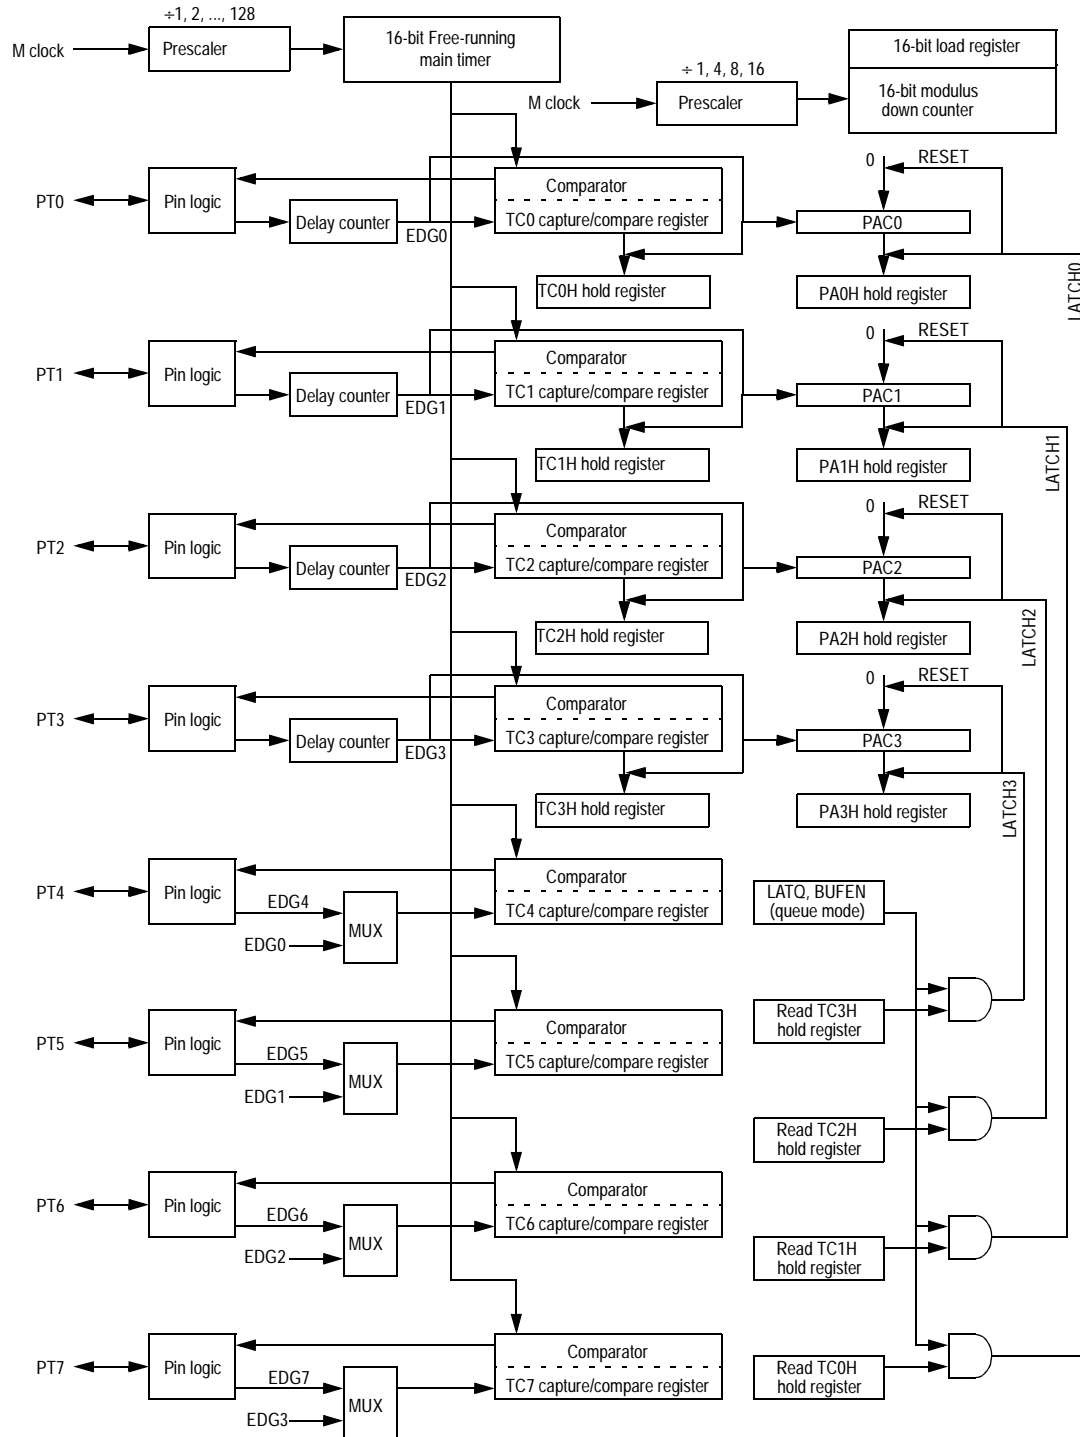 ÷1, 2, ..., 128
M clock
Prescaler
16-bit Free-running
main timer
÷ 1, 4, 8, 16
M clock
Prescaler
16-bit load register
16-bit modulus
down counter
PT0
Pin logic
Delay counter
EDG0
Comparator
TC0 capture/compare register
TC0H hold register
0
RESET
PAC0
PA0H hold register
LATCH0
PT1
Pin logic
Delay counter
EDG1
Comparator
TC1 capture/compare register
TC1H hold register
0
RESET
PAC1
PA1H hold register
LATCH1
PT2
Pin logic
Delay counter
EDG2
Comparator
TC2 capture/compare register
TC2H hold register
0
RESET
PAC2
PA2H hold register
LATCH2
PT3
Pin logic
Delay counter
EDG3
Comparator
TC3 capture/compare register
TC3H hold register
0
RESET
PAC3
PA3H hold register
LATCH3
PT4
Pin logic
EDG4
EDG0
MUX
Comparator
TC4 capture/compare register
LATQ, BUFEN
(queue mode)
Read TC3H
hold register
PT5
Pin logic
EDG5
EDG1
MUX
Comparator
TC5 capture/compare register
Read TC2H
hold register
PT6
Pin logic
EDG6
EDG2
MUX
Comparator
TC6 capture/compare register
Read TC1H
hold register
PT7
Pin logic
EDG7
EDG3
MUX
Comparator
TC7 capture/compare register
Read TC0H
hold register